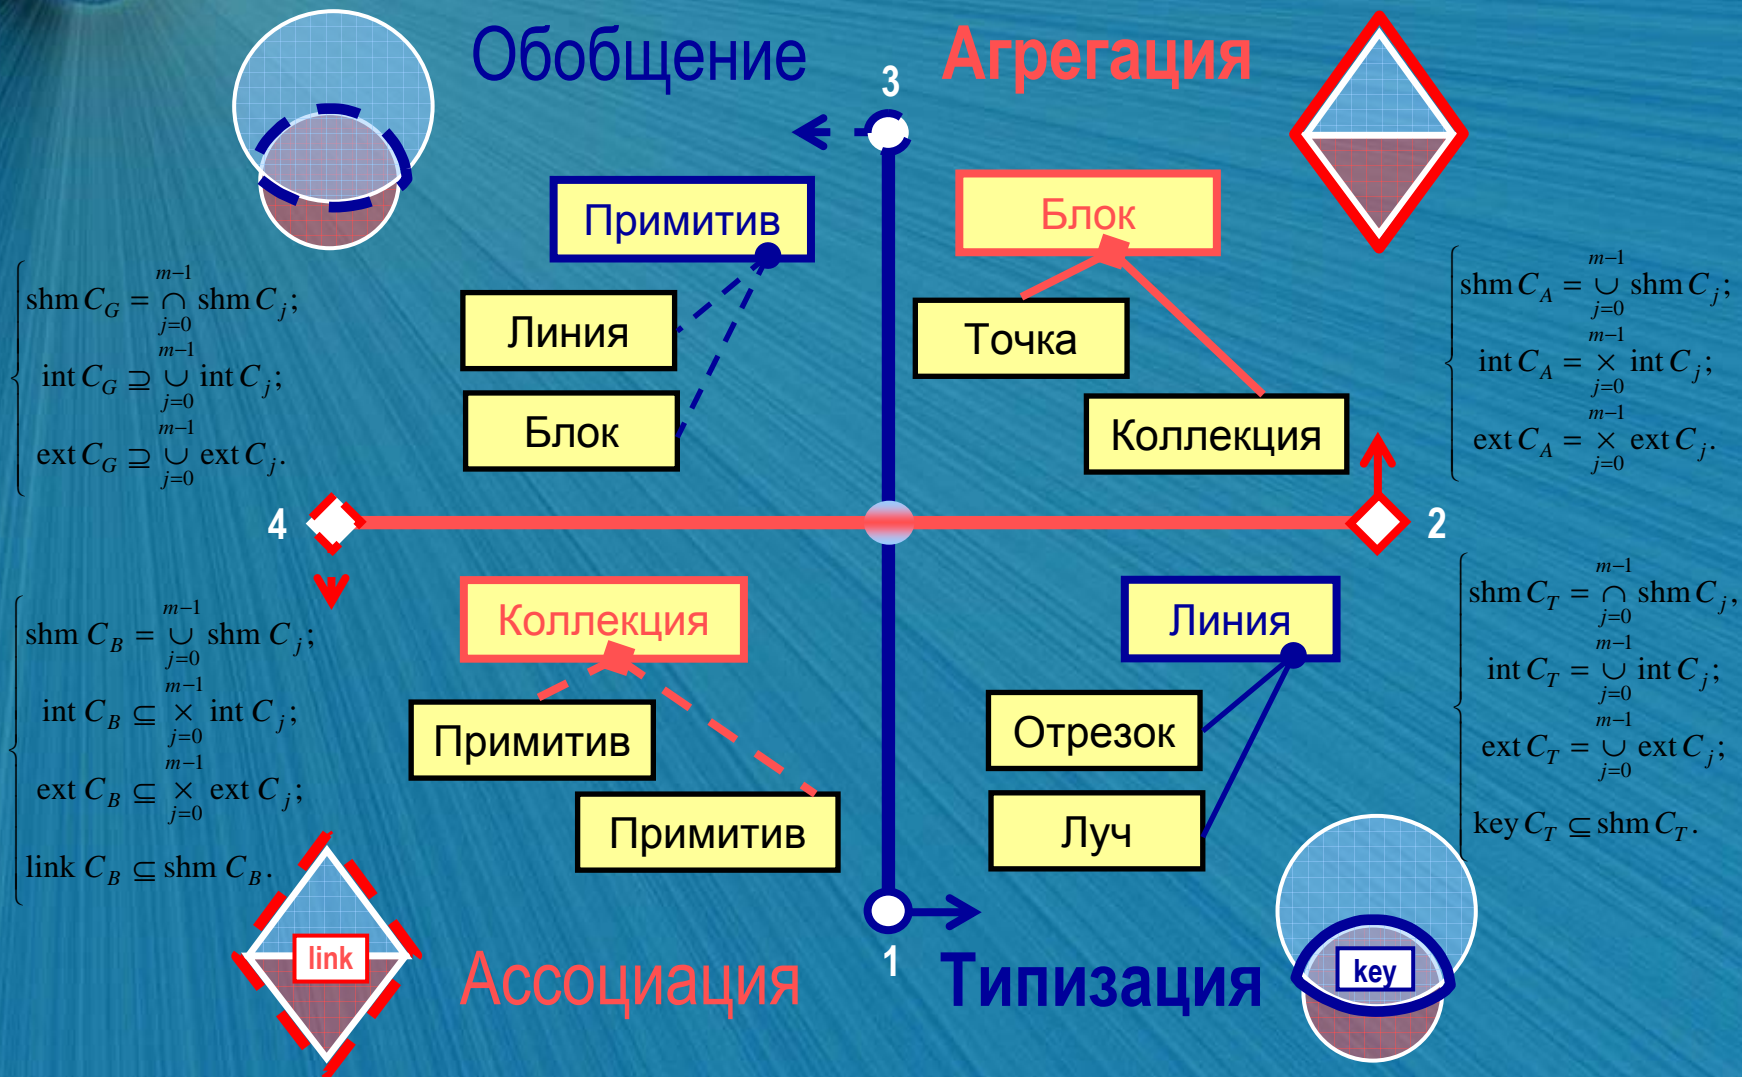 Обобщение
Агрегация
3
Примитив
Линия
Блок
Блок
Точка
Коллекция
shm C_G = ∩_{j=0}^{m−1} shm C_j;
int C_G ⊇ ∪_{j=0}^{m−1} int C_j;
ext C_G ⊇ ∪_{j=0}^{m−1} ext C_j.
shm C_A = ∪_{j=0}^{m−1} shm C_j;
int C_A = ×_{j=0}^{m−1} int C_j;
ext C_A = ×_{j=0}^{m−1} ext C_j.
4
2
shm C_B = ∪_{j=0}^{m−1} shm C_j;
int C_B ⊆ ×_{j=0}^{m−1} int C_j;
ext C_B ⊆ ×_{j=0}^{m−1} ext C_j;
link C_B ⊆ shm C_B.
Коллекция
Примитив
Примитив
Линия
Отрезок
Луч
shm C_T = ∩_{j=0}^{m−1} shm C_j,
int C_T = ∪_{j=0}^{m−1} int C_j;
ext C_T = ∪_{j=0}^{m−1} ext C_j;
key C_T ⊆ shm C_T.
link
Ассоциация
1
Типизация
key